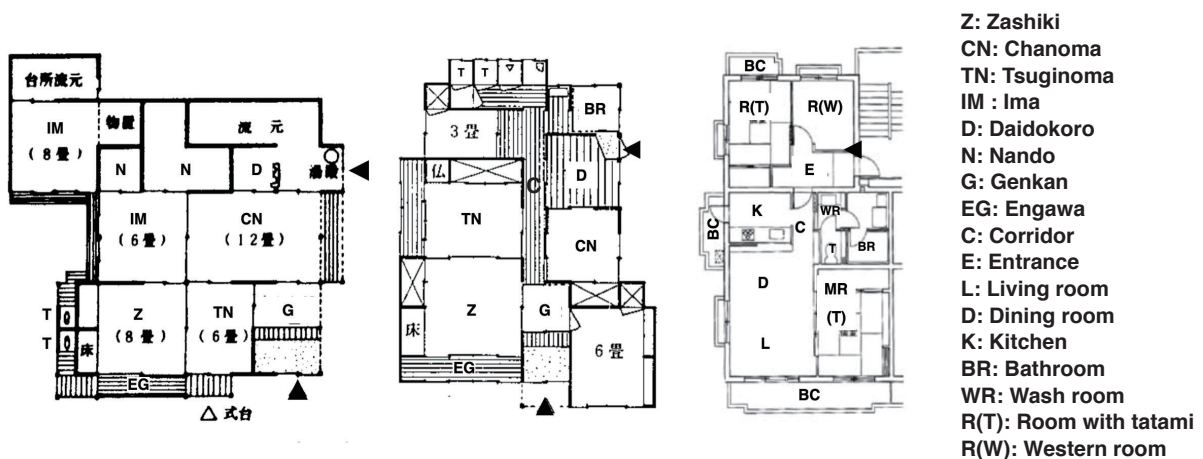 台所流元
IM
(8畳)
物置
流元
N
N
D
IM
(6畳)
CN
(12畳)
T
T
Z
(8畳)
TN
(6畳)
G
床
EG
△ 式台
T
T
BR
3畳
仏
C
D
TN
CN
床
Z
G
6畳
EG
BC
R(T)
R(W)
E
BC
K
C
WR
T
BR
D
MR
(T)
L
BC
Z: Zashiki
CN: Chanoma
TN: Tsuginoma
IM : Ima
D: Daidokoro
N: Nando
G: Genkan
EG: Engawa
C: Corridor
E: Entrance
L: Living room
D: Dining room
K: Kitchen
BR: Bathroom
WR: Wash room
R(T): Room with tatami
R(W): Western room